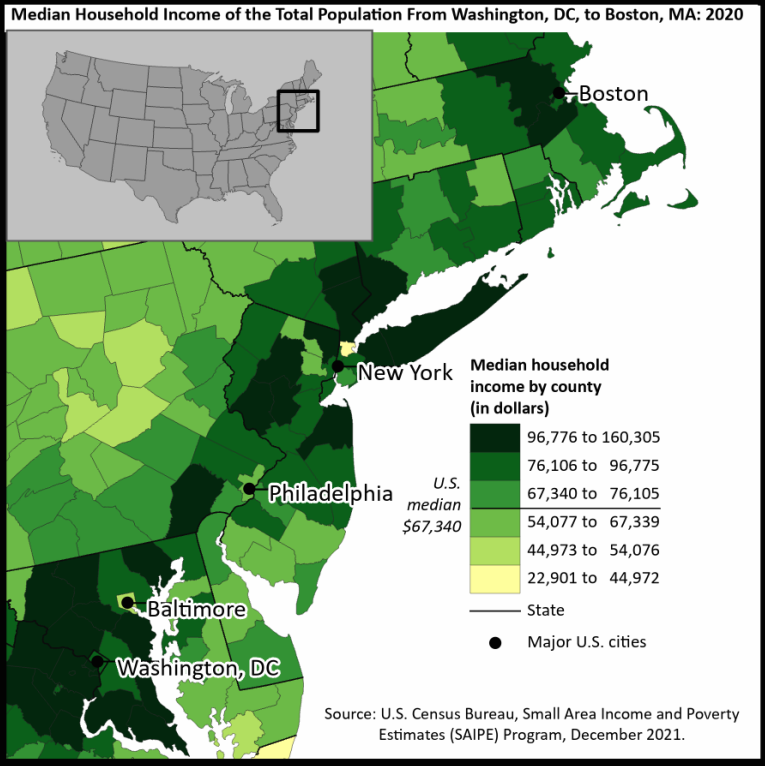 Median Household Income of the Total Population From Washington, DC, to Boston, MA: 2020
Boston
New York
Philadelphia
Baltimore
Washington, DC
Median household
income by county
(in dollars)
96,776 to 160,305
76,106 to 96,775
67,340 to 76,105
U.S.
median
$67,340
54,077 to 67,339
44,973 to 54,076
22,901 to 44,972
State
Major U.S. cities
Source: U.S. Census Bureau, Small Area Income and Poverty
Estimates (SAIPE) Program, December 2021.